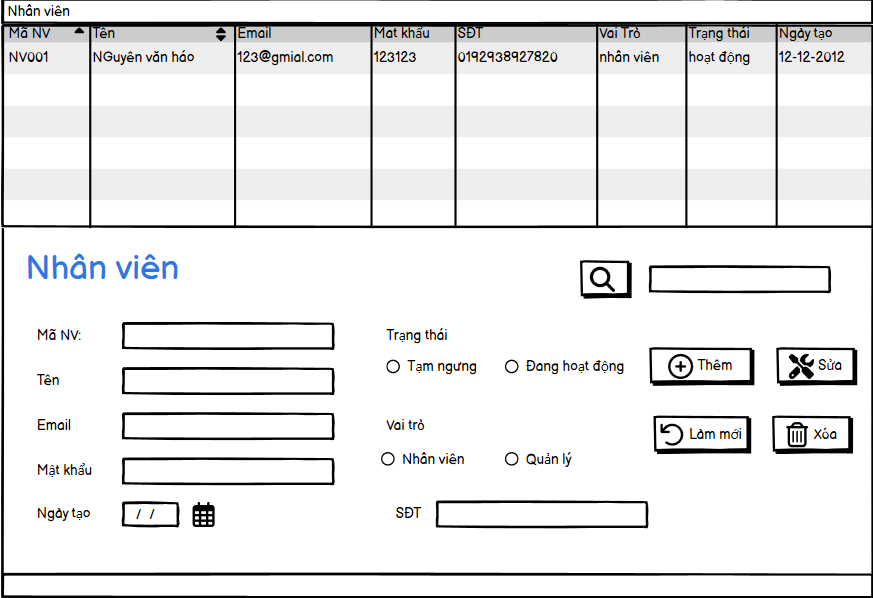 Nhân viên
Mã NV Tên Email Mat khẩu SĐT Vai Trò Trạng thái Ngày tạo
NV001 NGuyên văn háo 123@gmial.com 123123 0192938927820 nhân viên hoạt động 12-12-2012
Nhân viên
Mã NV: Trạng thái
Tạm ngưng Đang hoạt động Thêm Sửa
Tên
Email Vai trò
Làm mới Xóa
Nhân viên Quản lý
Mật khẩu
Ngày tạo / / SĐT